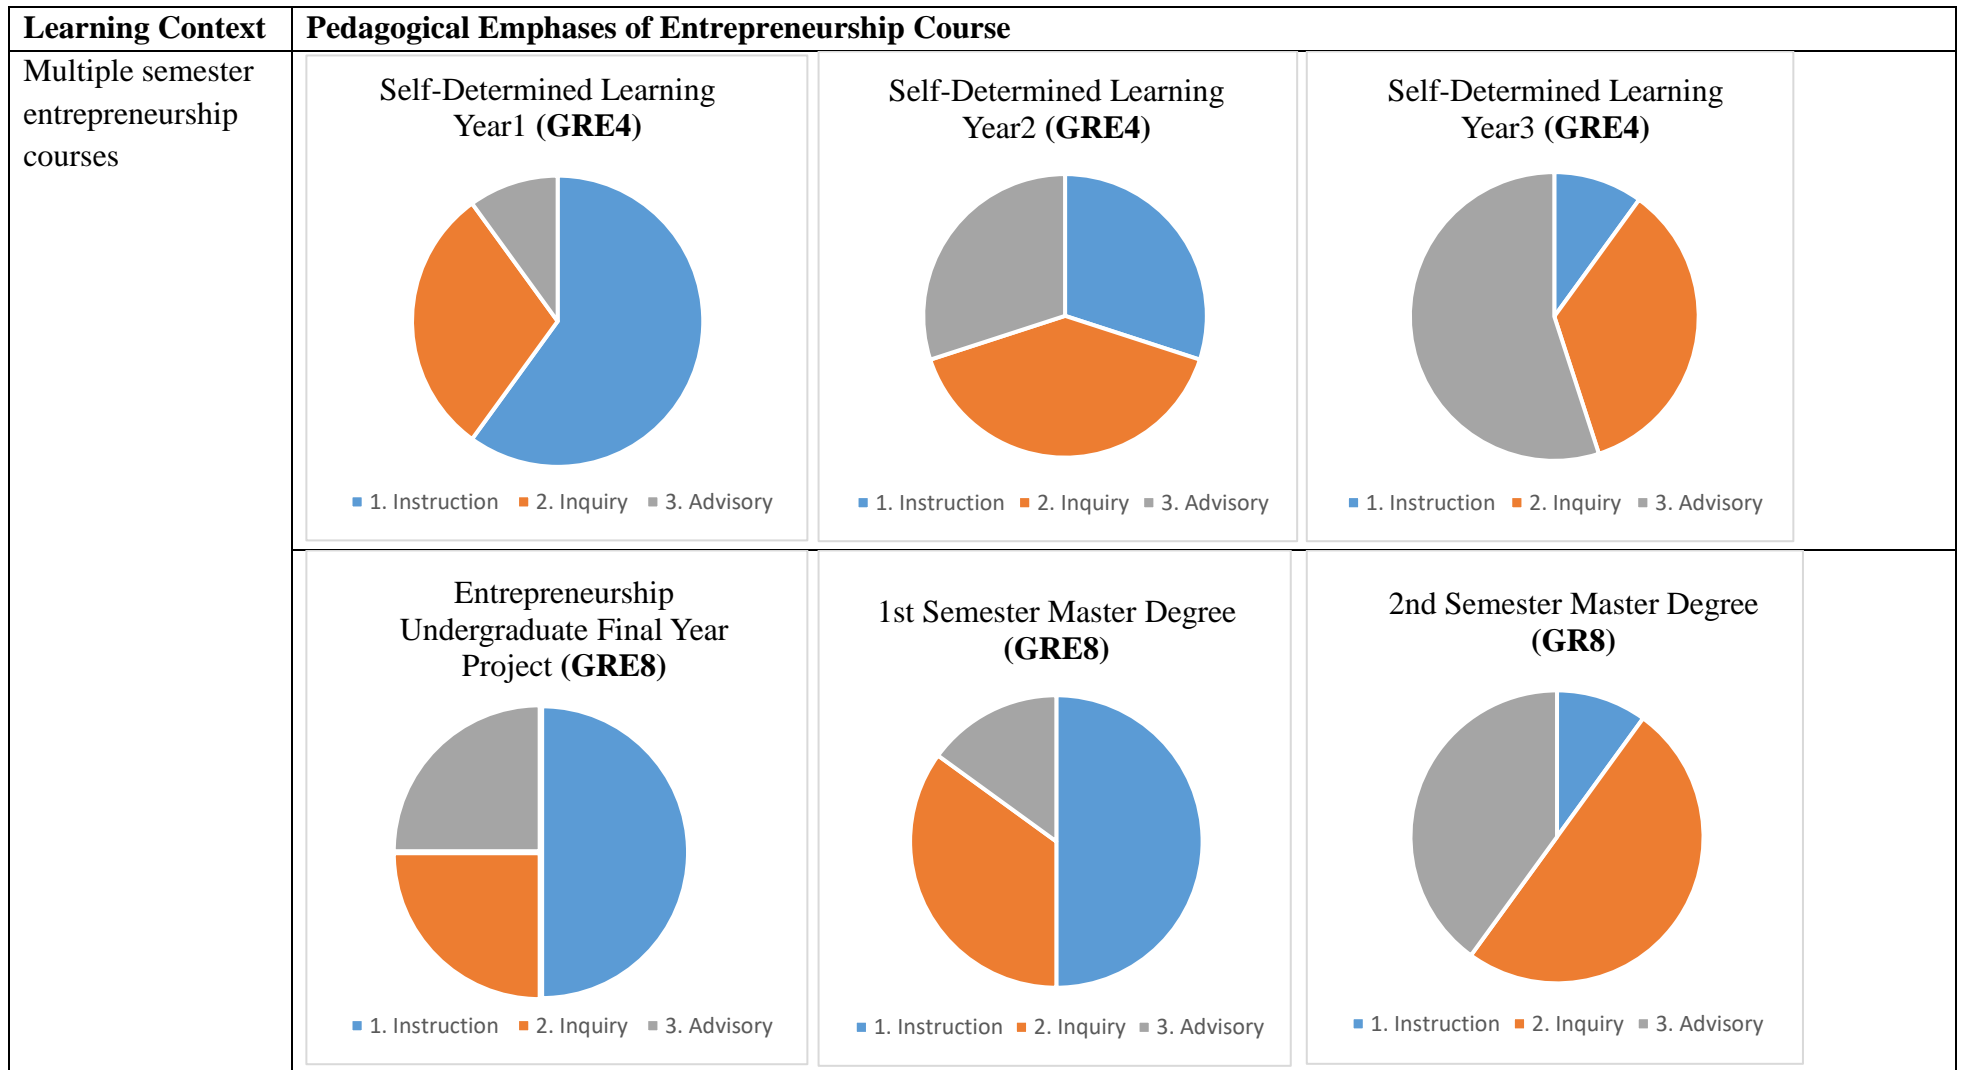 Learning Context
Pedagogical Emphases of Entrepreneurship Course
Multiple semester
entrepreneurship
courses
Self-Determined Learning
Year1 (GRE4)
1. Instruction 2. Inquiry 3. Advisory
Self-Determined Learning
Year2 (GRE4)
1. Instruction 2. Inquiry 3. Advisory
Self-Determined Learning
Year3 (GRE4)
1. Instruction 2. Inquiry 3. Advisory
Entrepreneurship
Undergraduate Final Year
Project (GRE8)
1. Instruction 2. Inquiry 3. Advisory
1st Semester Master Degree
(GRE8)
1. Instruction 2. Inquiry 3. Advisory
2nd Semester Master Degree
(GR8)
1. Instruction 2. Inquiry 3. Advisory